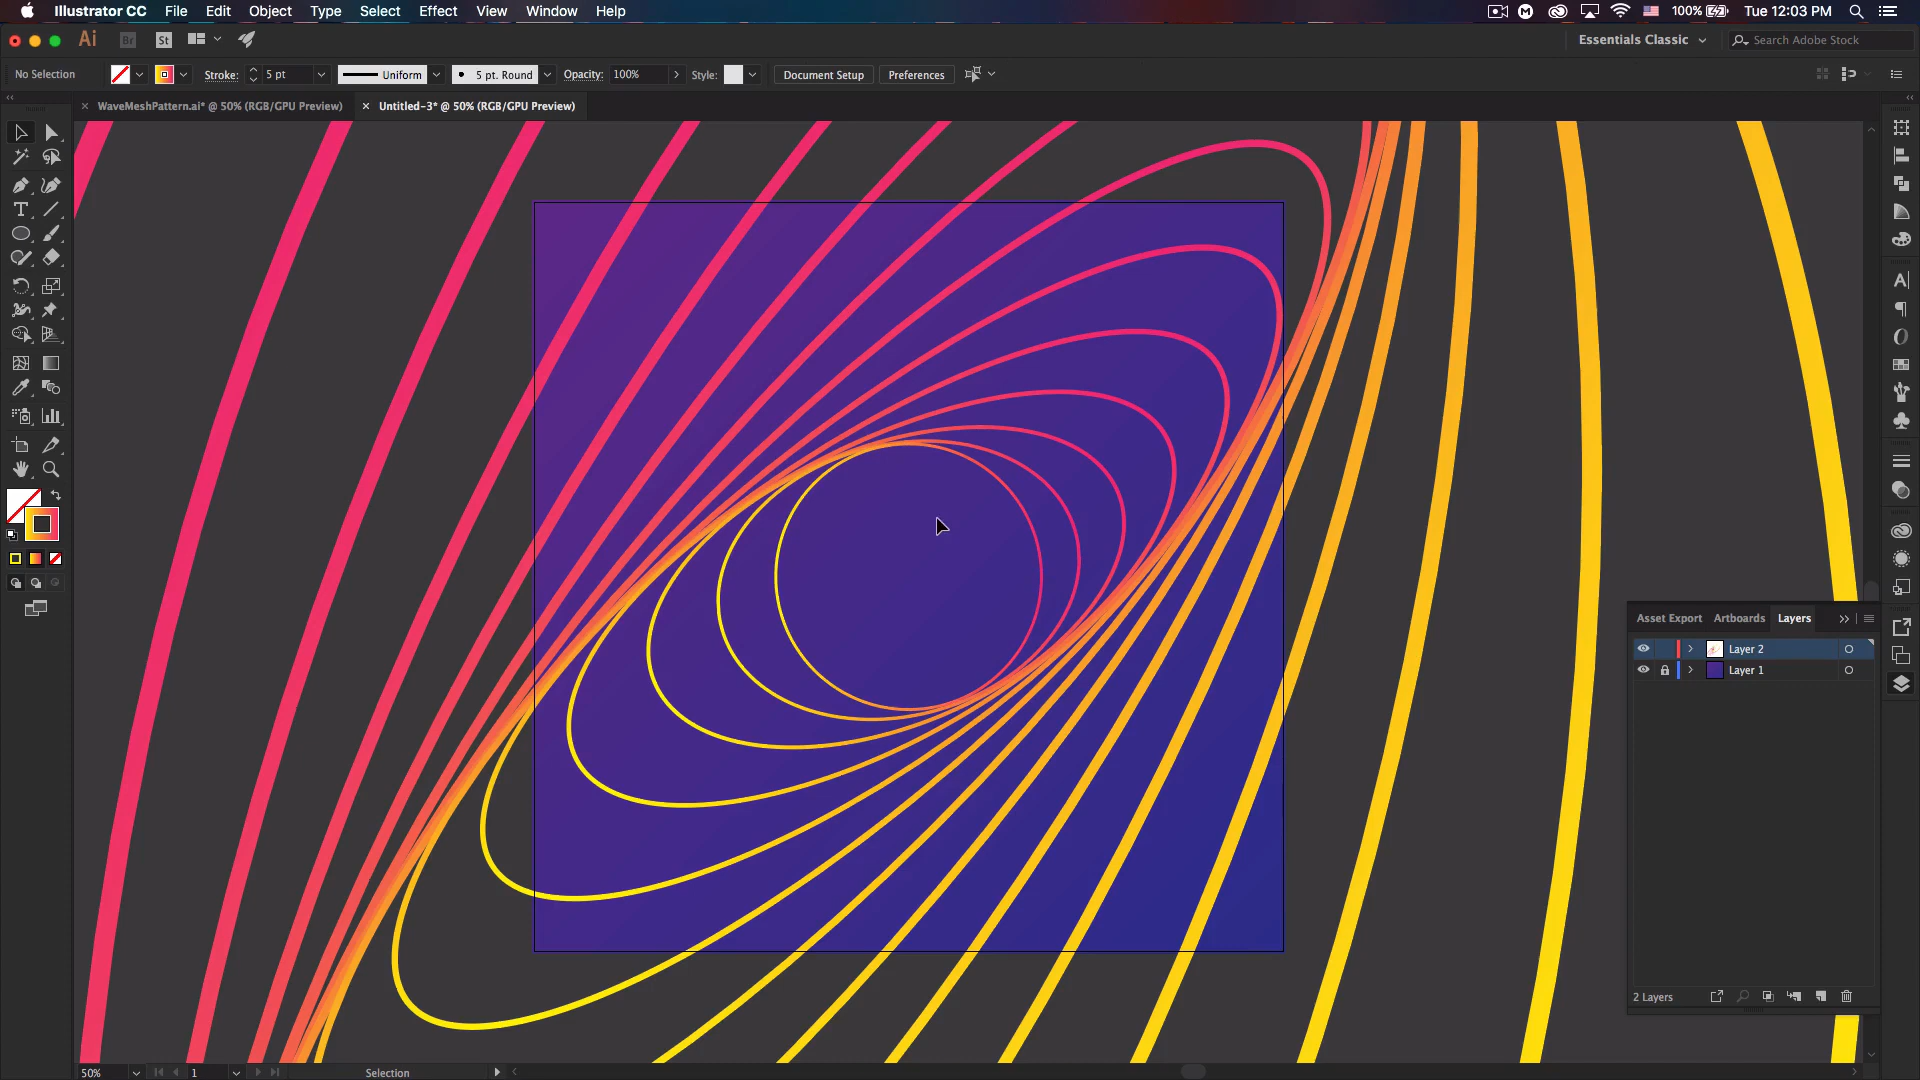 Illustrator CC File Edit Object Type Select Effect View Window Help 100% Tue 12:03 PM
Ai Br St Essentials Classic Search Adobe Stock
No Selection Stroke: 5 pt Uniform 5 pt. Round Opacity: 100% Style: Document Setup Preferences
WaveMeshPattern.ai* @ 50% (RGB/GPU Preview) Untitled-3* @ 50% (RGB/GPU Preview)
Asset Export Artboards Layers
Layer 2
Layer 1
2 Layers
50% 1 Selection